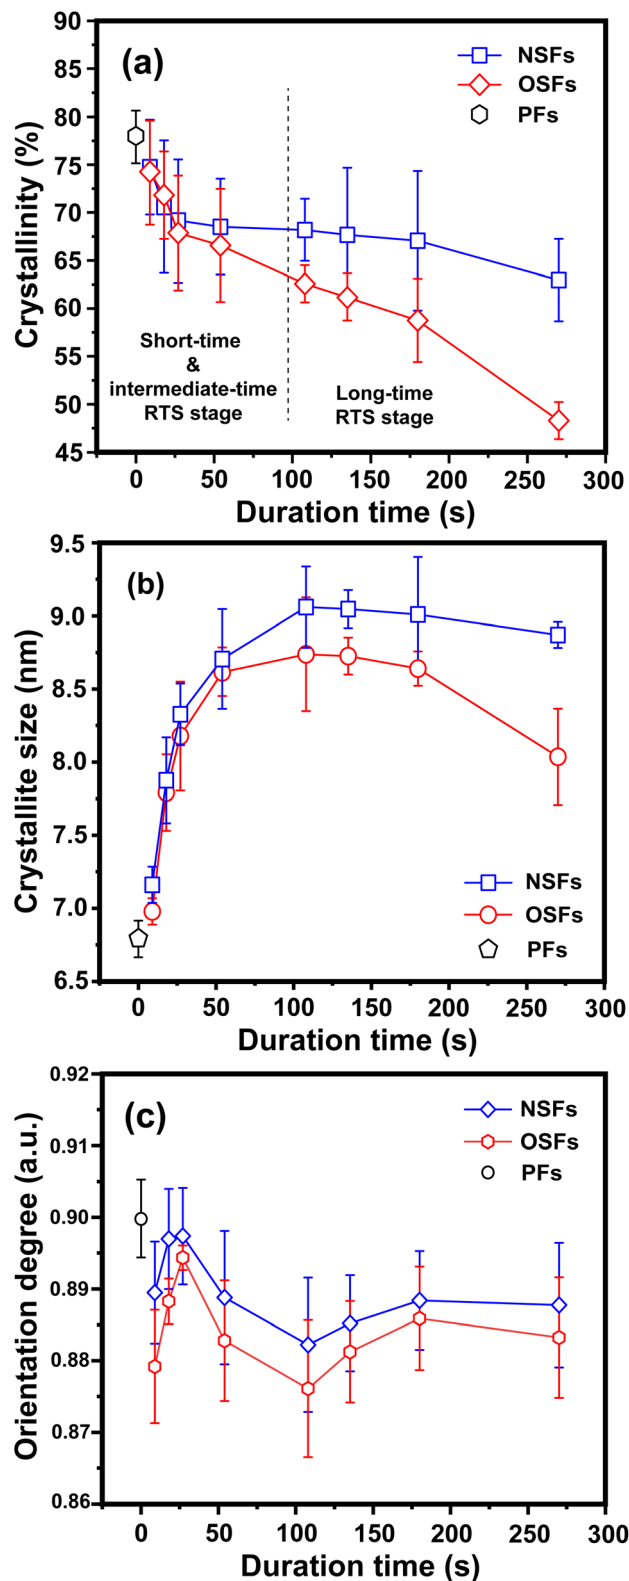 (a)
NSFs
OSFs
PFs
90
85
80
75
70
65
60
55
50
45
Crystallinity (%)
Short-time
&
intermediate-time
RTS stage
Long-time
RTS stage
0 50 100 150 200 250 300
Duration time (s)
(b)
9.5
9.0
8.5
8.0
7.5
7.0
6.5
Crystallite size (nm)
NSFs
OSFs
PFs
0 50 100 150 200 250 300
Duration time (s)
(c)
NSFs
OSFs
PFs
0.92
0.91
0.90
0.89
0.88
0.87
0.86
Orientation degree (a.u.)
0 50 100 150 200 250 300
Duration time (s)